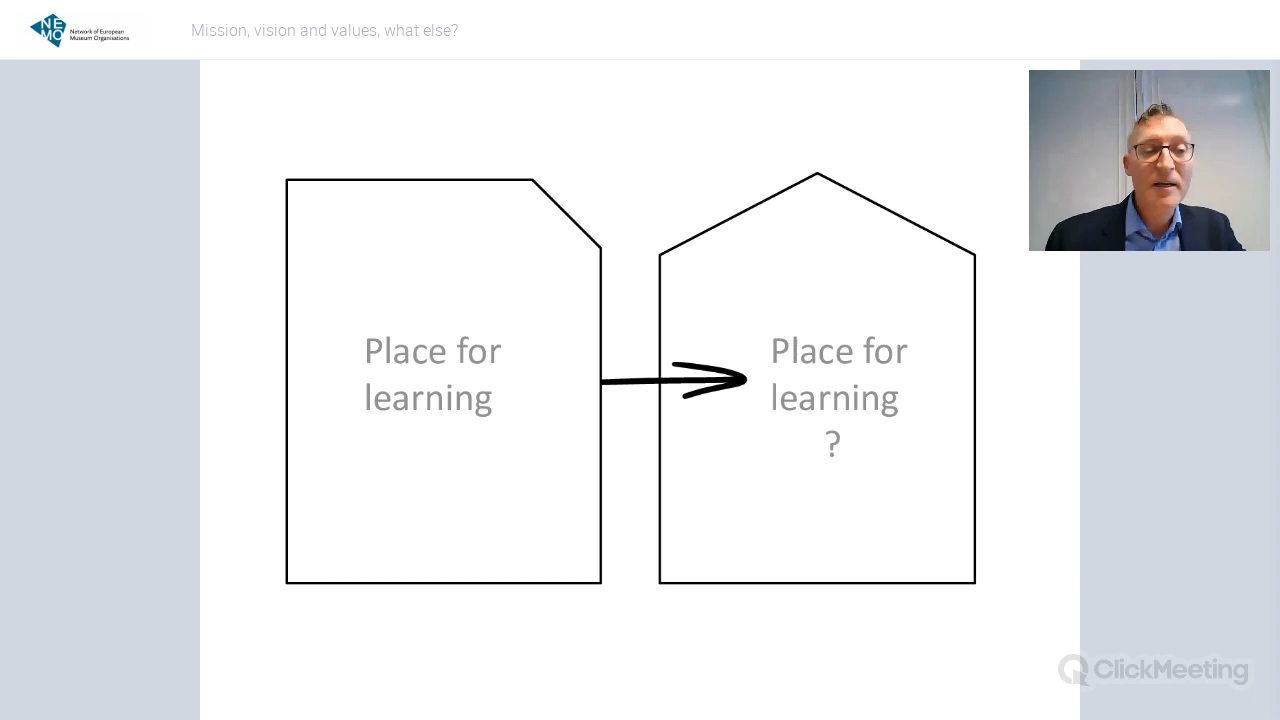 NE
MO
Network of European
Museum Organisations
Mission, vision and values, what else?
Place for
learning
Place for
learning
?
ClickMeeting